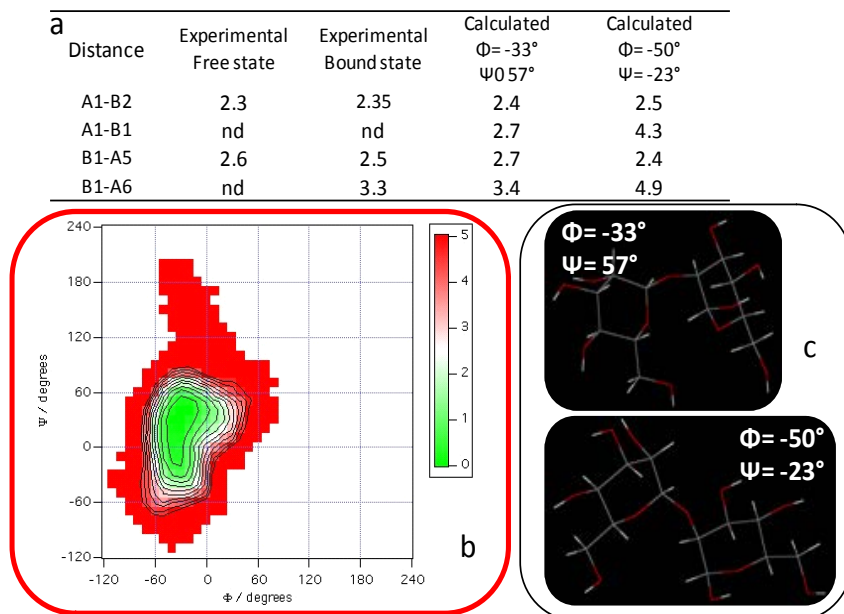 a
Distance Experimental Free state Experimental Bound state Calculated Φ= -33° Ψ0 57° Calculated Φ= -50° Ψ= -23°
A1-B2 2.3 2.35 2.4 2.5
A1-B1 nd nd 2.7 4.3
B1-A5 2.6 2.5 2.7 2.4
B1-A6 nd 3.3 3.4 4.9
240
180
120
60
0
-60
-120
Ψ / degrees
-120 -60 0 60 120 180 240
Φ / degrees
5
4
3
2
1
0
b
Φ= -33°
Ψ= 57°
c
Φ= -50°
Ψ= -23°